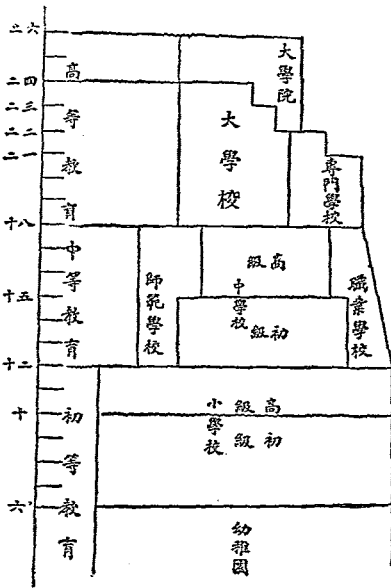 二六
二四
二三
二二
二一
十八
十五
十二
十
六
高等教育
中等教育
初等教育
大學院
大學校
專門學校
師範學校
中學校
高級
初級
職業學校
小學校
高級
初級
幼稚園